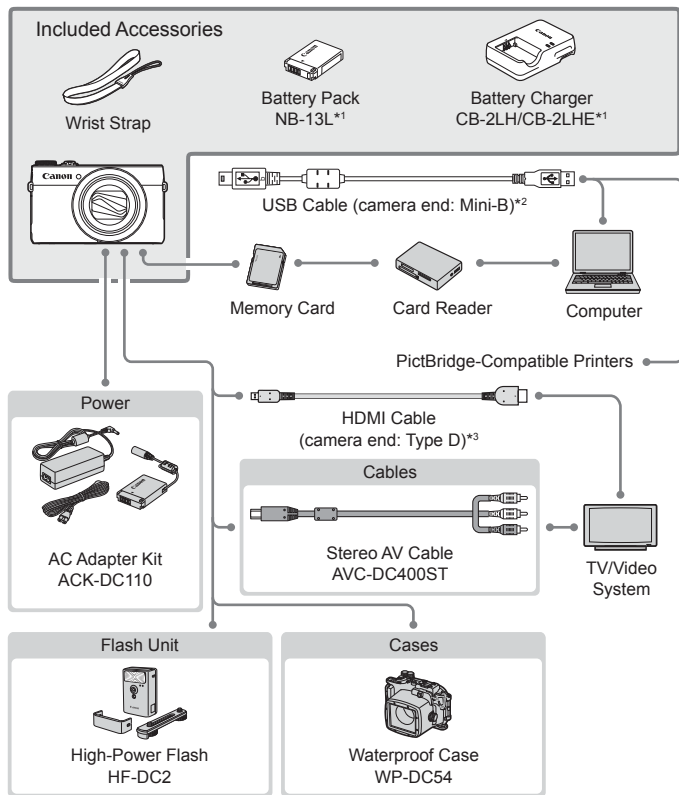 Included Accessories
Wrist Strap
Battery Pack
NB-13L*1
Battery Charger
CB-2LH/CB-2LHE*1
Canon
USB Cable (camera end: Mini-B)*2
Memory Card
Card Reader
Computer
PictBridge-Compatible Printers
Power
HDMI Cable
(camera end: Type D)*3
Cables
AC Adapter Kit
ACK-DC110
Stereo AV Cable
AVC-DC400ST
TV/Video
System
Flash Unit
Cases
High-Power Flash
HF-DC2
Waterproof Case
WP-DC54